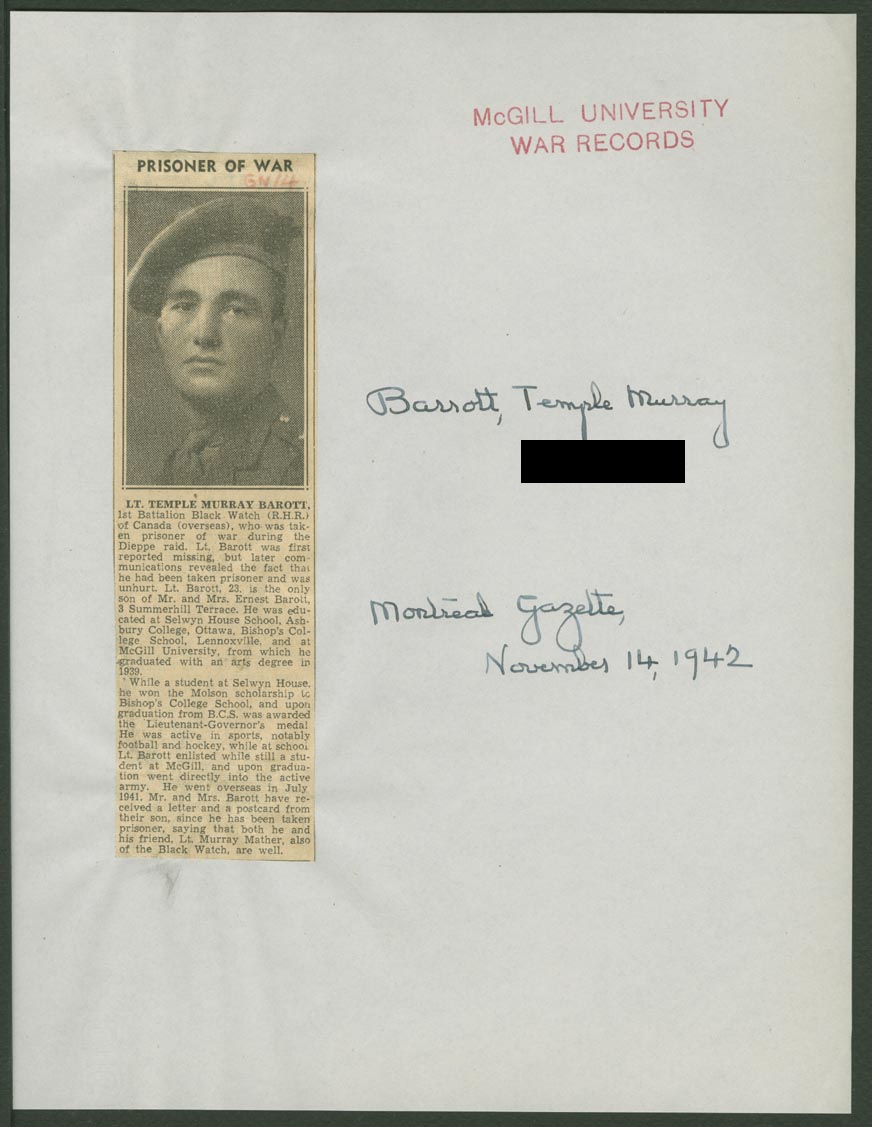 McGILL UNIVERSITY
WAR RECORDS
PRISONER OF WAR
GN14
LT. TEMPLE MURRAY BAROTT,
1st Battalion Black Watch (R.H.R.)
of Canada (overseas), who was tak-
en prisoner of war during the
Dieppe raid. Lt. Barott was first
reported missing, but later com-
munications revealed the fact that
he had been taken prisoner and was
unhurt. Lt. Barott, 23, is the only
son of Mr. and Mrs. Ernest Barott,
3 Summerhill Terrace. He was edu-
cated at Selwyn House School, Ash-
bury College, Ottawa, Bishop's Col-
lege School, Lennoxville, and at
McGill University, from which he
graduated with an arts degree in
1939.
While a student at Selwyn House,
he won the Molson scholarship to
Bishop's College School, and upon
graduation from B.C.S. was awarded
the Lieutenant-Governor's medal
He was active in sports, notably
football and hockey, while at school
Lt. Barott enlisted while still a stu-
dent at McGill, and upon gradua-
tion went directly into the active
army. He went overseas in July
1941. Mr. and Mrs. Barott have re-
ceived a letter and a postcard from
their son, since he has been taken
prisoner, saying that both he and
his friend, Lt. Murray Mather, also
of the Black Watch, are well.
Barrott, Temple Murray
Montreal Gazette,
November 14, 1942